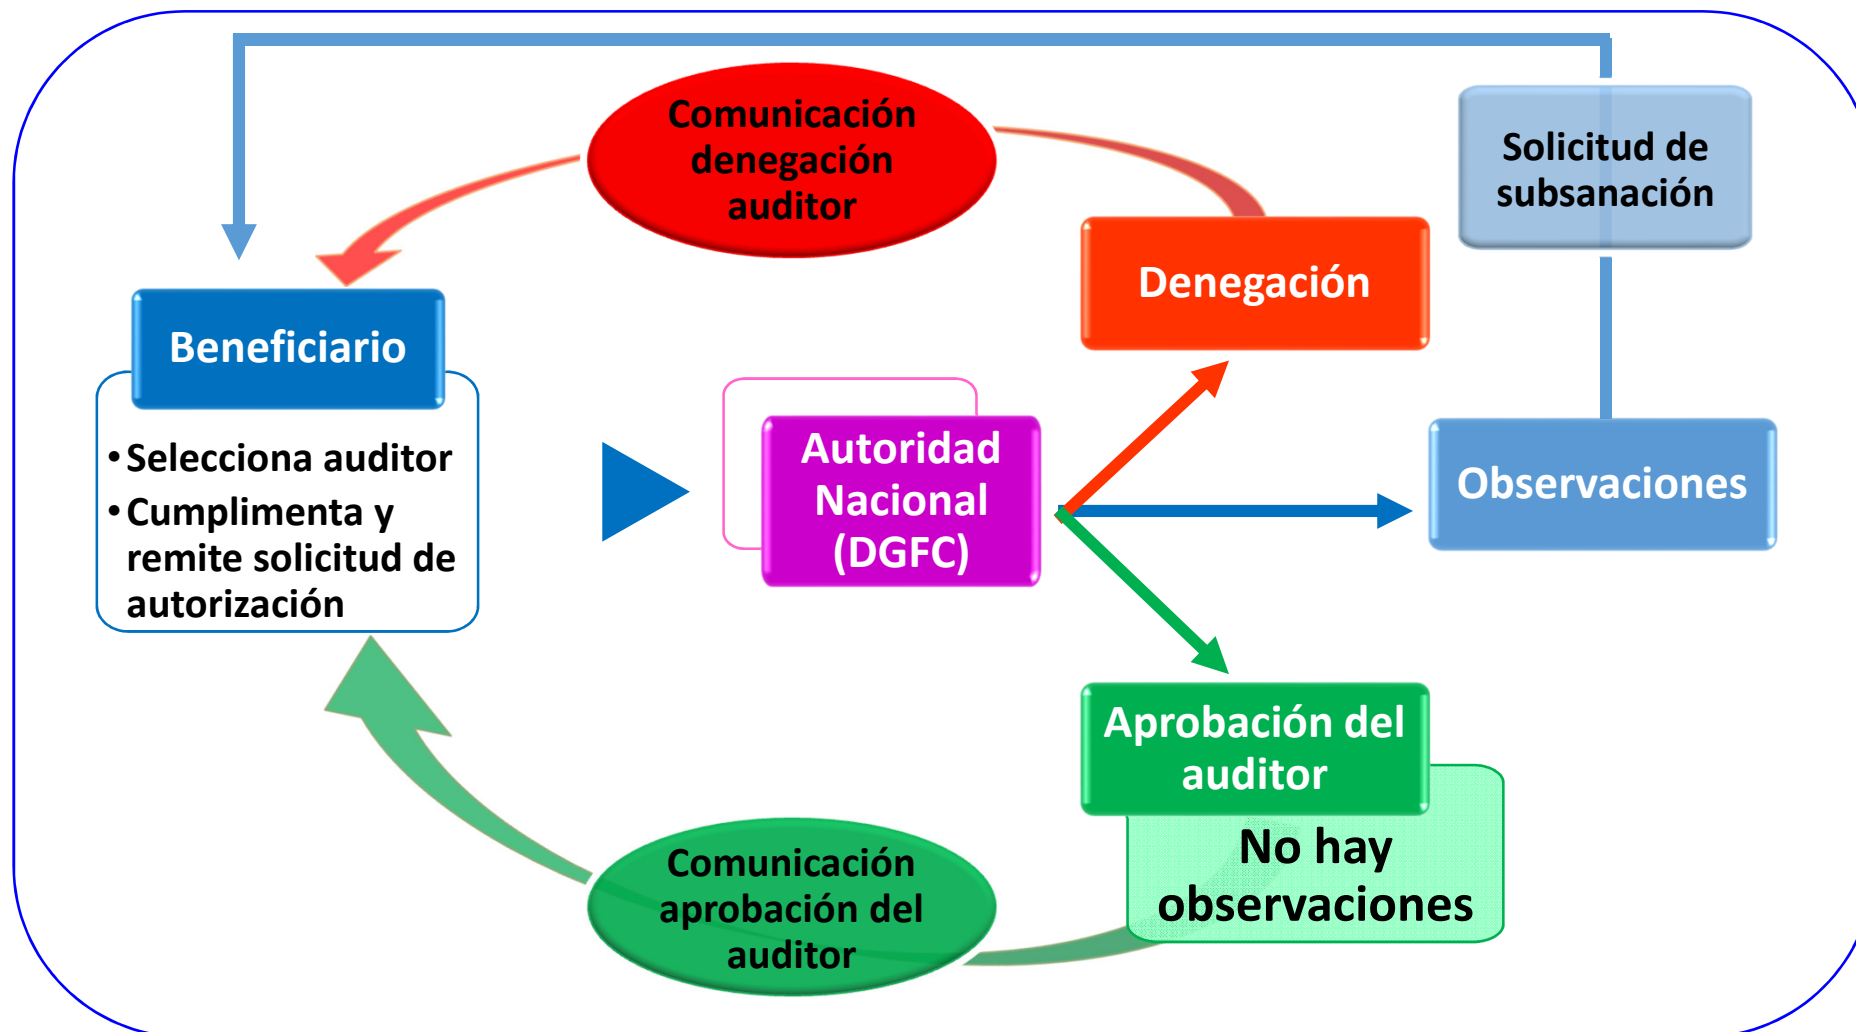 Comunicación
denegación
auditor
Solicitud de
subsanación
Denegación
Beneficiario
• Selecciona auditor
• Cumplimenta y
remite solicitud de
autorización
Autoridad
Nacional
(DGFC)
Observaciones
Aprobación del
auditor
No hay
observaciones
Comunicación
aprobación del
auditor